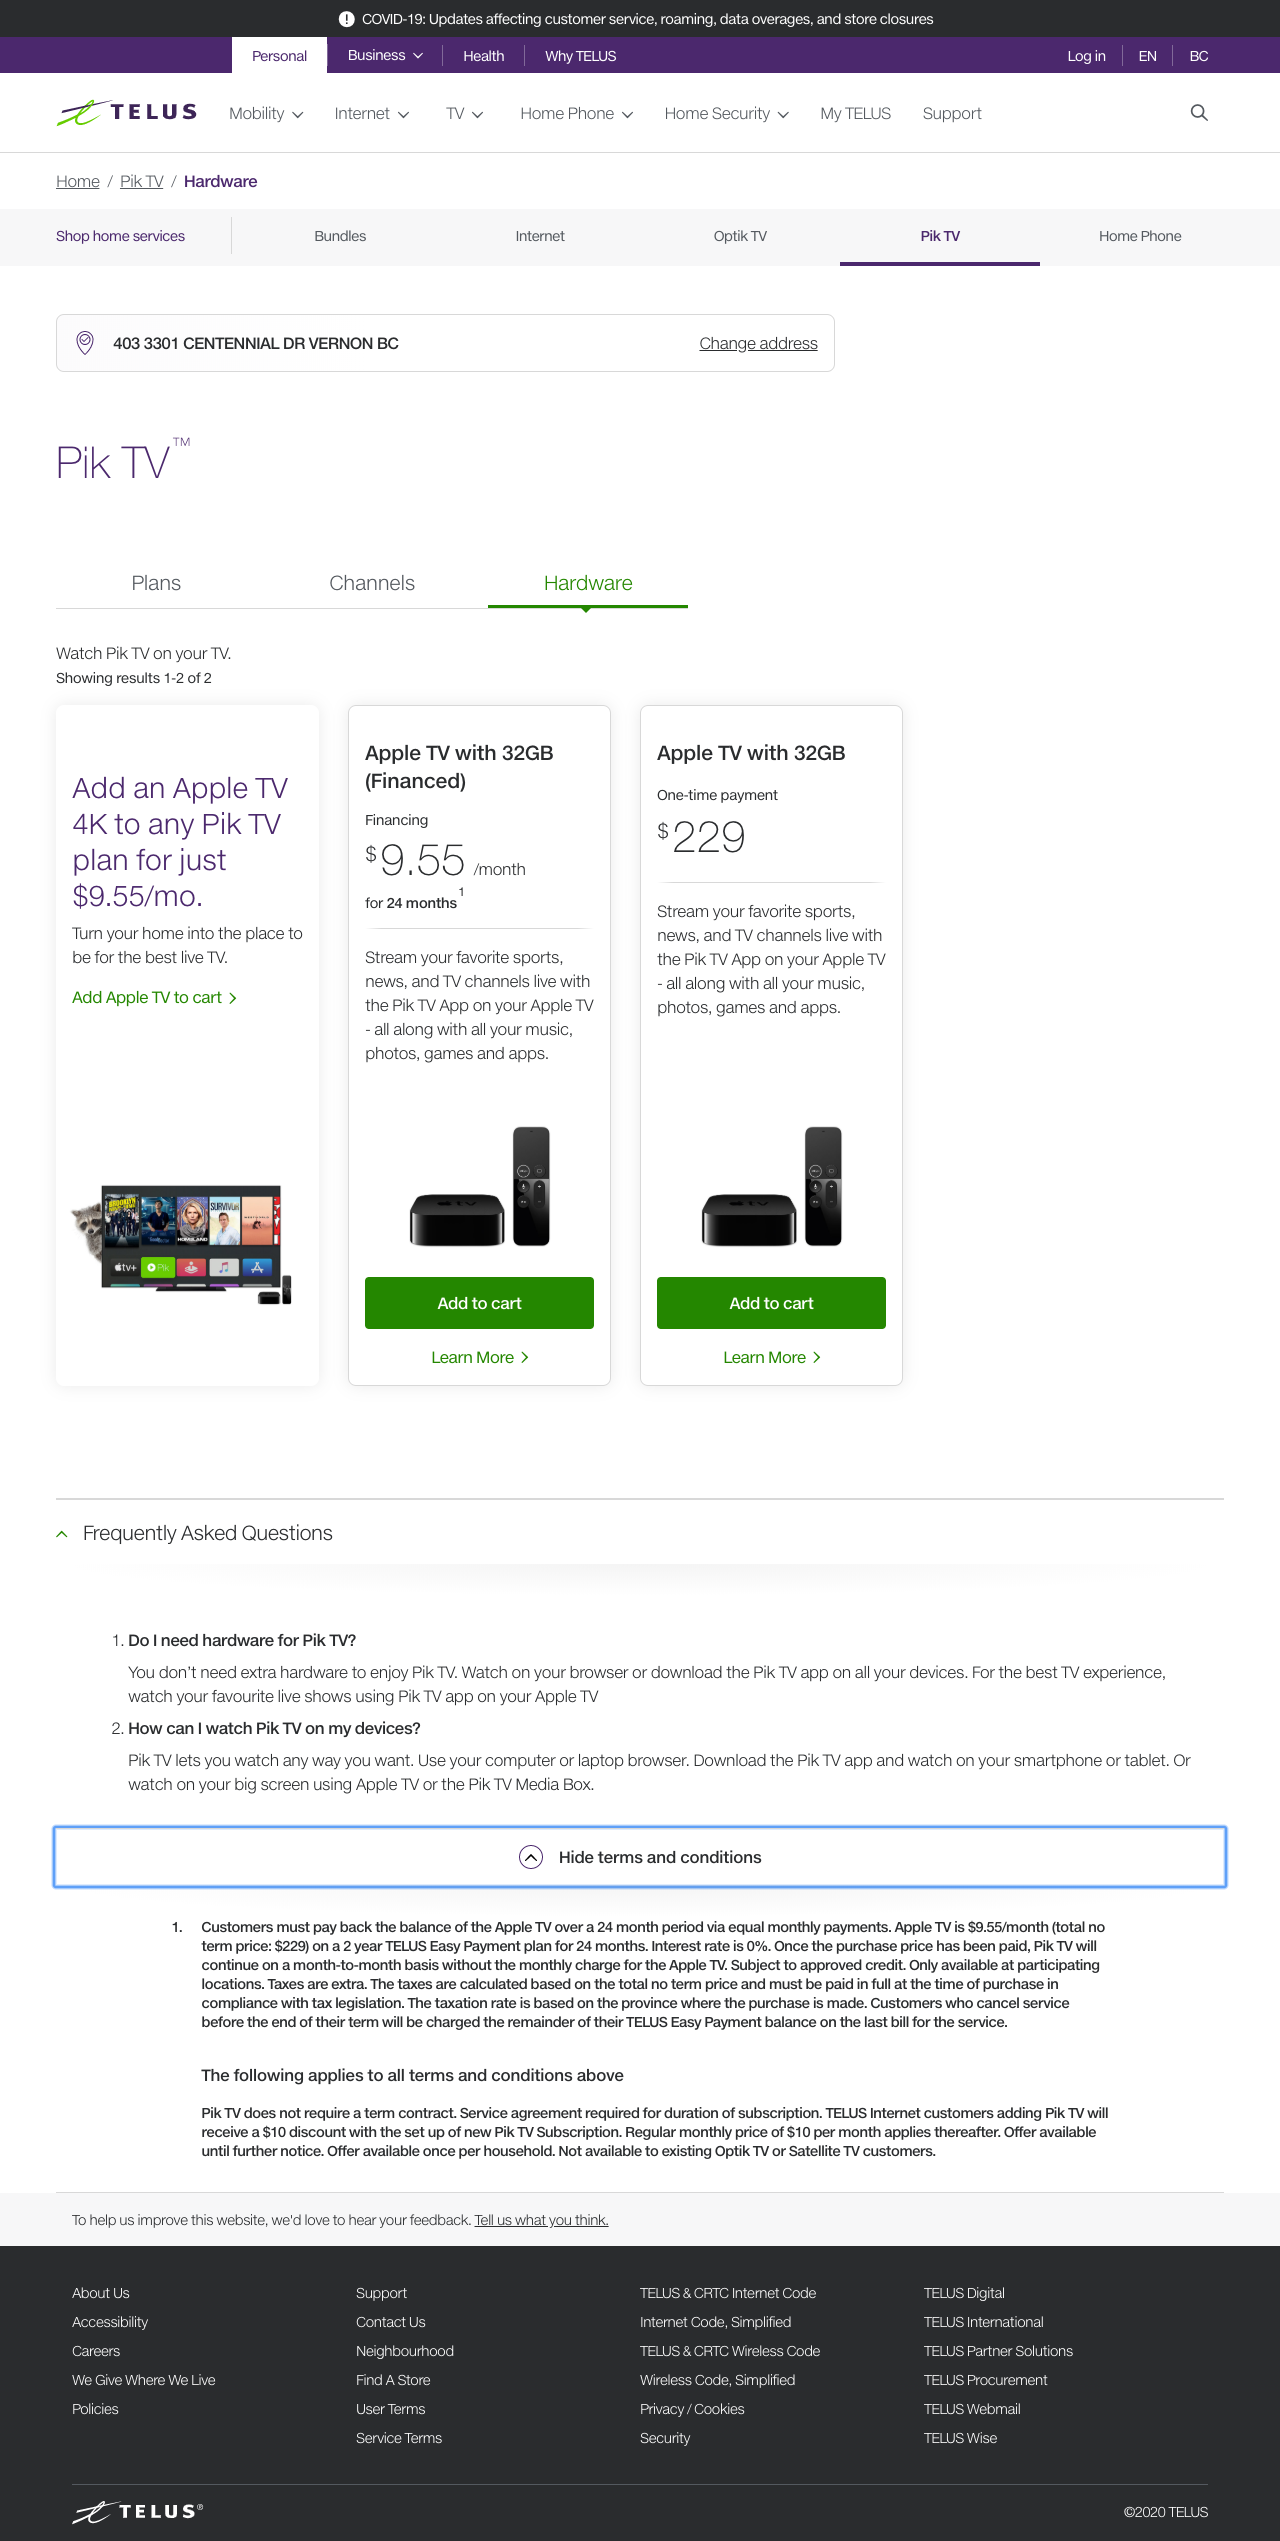 COVID-19: Updates affecting customer service, roaming, data overages, and store closures
Personal
Business
Health
Why TELUS
Log in
EN
BC
TELUS
Mobility
Internet
TV
Home Phone
Home Security
My TELUS
Support
Home / Pik TV / Hardware
Shop home services
Bundles
Internet
Optik TV
Pik TV
Home Phone
403 3301 CENTENNIAL DR VERNON BC
Change address
Pik TV™
Plans
Channels
Hardware
Watch Pik TV on your TV.
Showing results 1-2 of 2
Add an Apple TV
4K to any Pik TV
plan for just
$9.55/mo.
Turn your home into the place to
be for the best live TV.
Add Apple TV to cart
BROOKLYN
HOMELAND
SURVIVOR
tv+
Pik
Apple TV with 32GB
(Financed)
Financing
$9.55 /month
for 24 months1
Stream your favorite sports,
news, and TV channels live with
the Pik TV App on your Apple TV
- all along with all your music,
photos, games and apps.
tv
Add to cart
Learn More
Apple TV with 32GB
One-time payment
$229
Stream your favorite sports,
news, and TV channels live with
the Pik TV App on your Apple TV
- all along with all your music,
photos, games and apps.
tv
Add to cart
Learn More
Frequently Asked Questions
1. Do I need hardware for Pik TV?
You don't need extra hardware to enjoy Pik TV. Watch on your browser or download the Pik TV app on all your devices. For the best TV experience,
watch your favourite live shows using Pik TV app on your Apple TV
2. How can I watch Pik TV on my devices?
Pik TV lets you watch any way you want. Use your computer or laptop browser. Download the Pik TV app and watch on your smartphone or tablet. Or
watch on your big screen using Apple TV or the Pik TV Media Box.
Hide terms and conditions
1. Customers must pay back the balance of the Apple TV over a 24 month period via equal monthly payments. Apple TV is $9.55/month (total no
term price: $229) on a 2 year TELUS Easy Payment plan for 24 months. Interest rate is 0%. Once the purchase price has been paid, Pik TV will
continue on a month-to-month basis without the monthly charge for the Apple TV. Subject to approved credit. Only available at participating
locations. Taxes are extra. The taxes are calculated based on the total no term price and must be paid in full at the time of purchase in
compliance with tax legislation. The taxation rate is based on the province where the purchase is made. Customers who cancel service
before the end of their term will be charged the remainder of their TELUS Easy Payment balance on the last bill for the service.
The following applies to all terms and conditions above
Pik TV does not require a term contract. Service agreement required for duration of subscription. TELUS Internet customers adding Pik TV will
receive a $10 discount with the set up of new Pik TV Subscription. Regular monthly price of $10 per month applies thereafter. Offer available
until further notice. Offer available once per household. Not available to existing Optik TV or Satellite TV customers.
To help us improve this website, we'd love to hear your feedback. Tell us what you think.
About Us
Accessibility
Careers
We Give Where We Live
Policies
Support
Contact Us
Neighbourhood
Find A Store
User Terms
Service Terms
TELUS & CRTC Internet Code
Internet Code, Simplified
TELUS & CRTC Wireless Code
Wireless Code, Simplified
Privacy / Cookies
Security
TELUS Digital
TELUS International
TELUS Partner Solutions
TELUS Procurement
TELUS Webmail
TELUS Wise
TELUS®
©2020 TELUS